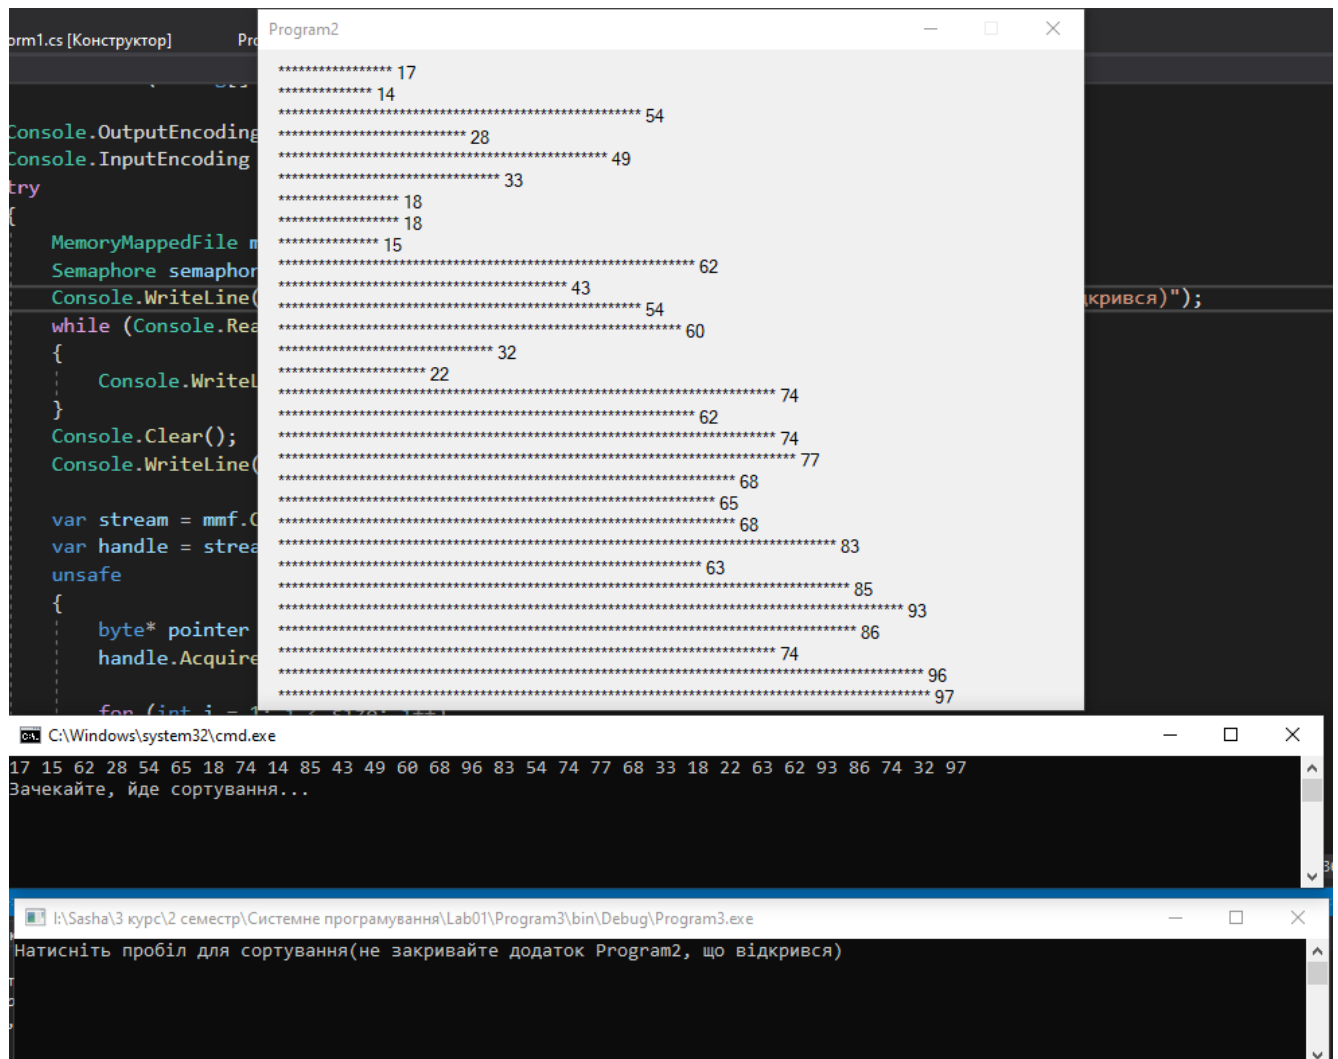 orm1.cs [Конструктор]
Program2
Console.OutputEncoding
Console.InputEncoding
try
{
MemoryMappedFile
Semaphore semaphor
Console.WriteLine(
ідкрився)");
while (Console.Rea
{
Console.WriteL
}
Console.Clear();
Console.WriteLine(
var stream = mmf.C
var handle = strea
unsafe
{
byte* pointer
handle.Acquire
for (int i = 1; i < size; i++)
***************** 17
************** 14
****************************************************** 54
**************************** 28
************************************************* 49
********************************* 33
****************** 18
****************** 18
*************** 15
************************************************************** 62
******************************************* 43
****************************************************** 54
************************************************************ 60
******************************** 32
********************** 22
************************************************************************** 74
************************************************************** 62
************************************************************************** 74
***************************************************************************** 77
******************************************************************** 68
***************************************************************** 65
******************************************************************** 68
*********************************************************************************** 83
*************************************************************** 63
************************************************************************************* 85
********************************************************************************************* 93
************************************************************************************** 86
************************************************************************** 74
************************************************************************************************ 96
************************************************************************************************* 97
C:\Windows\system32\cmd.exe
17 15 62 28 54 65 18 74 14 85 43 49 60 68 96 83 54 74 77 68 33 18 22 63 62 93 86 74 32 97
Зачекайте, йде сортування...
I:\Sasha\3 курс\2 семестр\Системне програмування\Lab01\Program3\bin\Debug\Program3.exe
Натисніть пробіл для сортування(не закривайте додаток Program2, що відкрився)